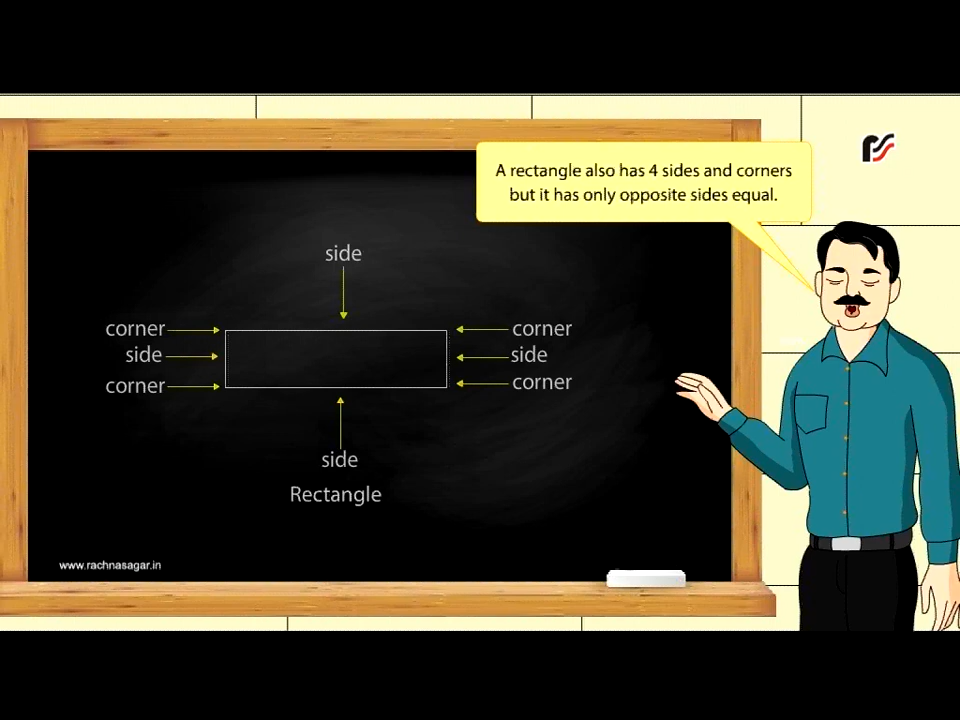 A rectangle also has 4 sides and corners
but it has only opposite sides equal.
side
corner
corner
side
side
corner
corner
side
Rectangle
www.rachnasagar.in